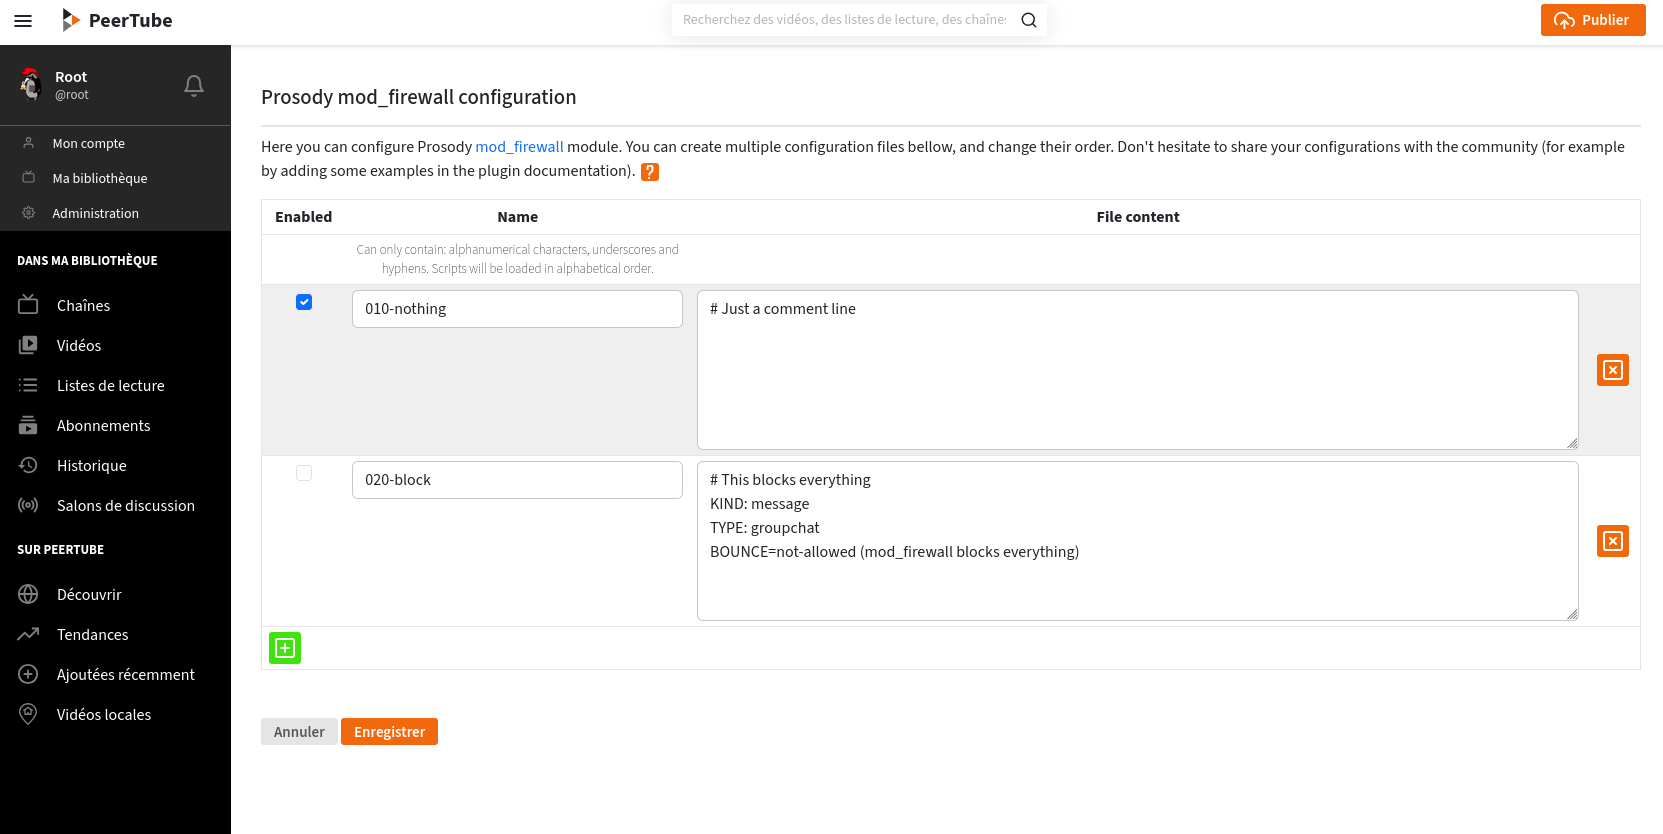 PeerTube
Recherchez des vidéos, des listes de lecture, des chaînes
Publier
Root
@root
Mon compte
Ma bibliothèque
Administration
DANS MA BIBLIOTHÈQUE
Chaînes
Vidéos
Listes de lecture
Abonnements
Historique
Salons de discussion
SUR PEERTUBE
Découvrir
Tendances
Ajoutées récemment
Vidéos locales
Prosody mod_firewall configuration
Here you can configure Prosody mod_firewall module. You can create multiple configuration files bellow, and change their order. Don't hesitate to share your configurations with the community (for example
by adding some examples in the plugin documentation). ?
Enabled Name File content
Can only contain: alphanumerical characters, underscores and
hyphens. Scripts will be loaded in alphabetical order.
010-nothing
# Just a comment line
020-block
# This blocks everything
KIND: message
TYPE: groupchat
BOUNCE=not-allowed (mod_firewall blocks everything)
Annuler
Enregistrer